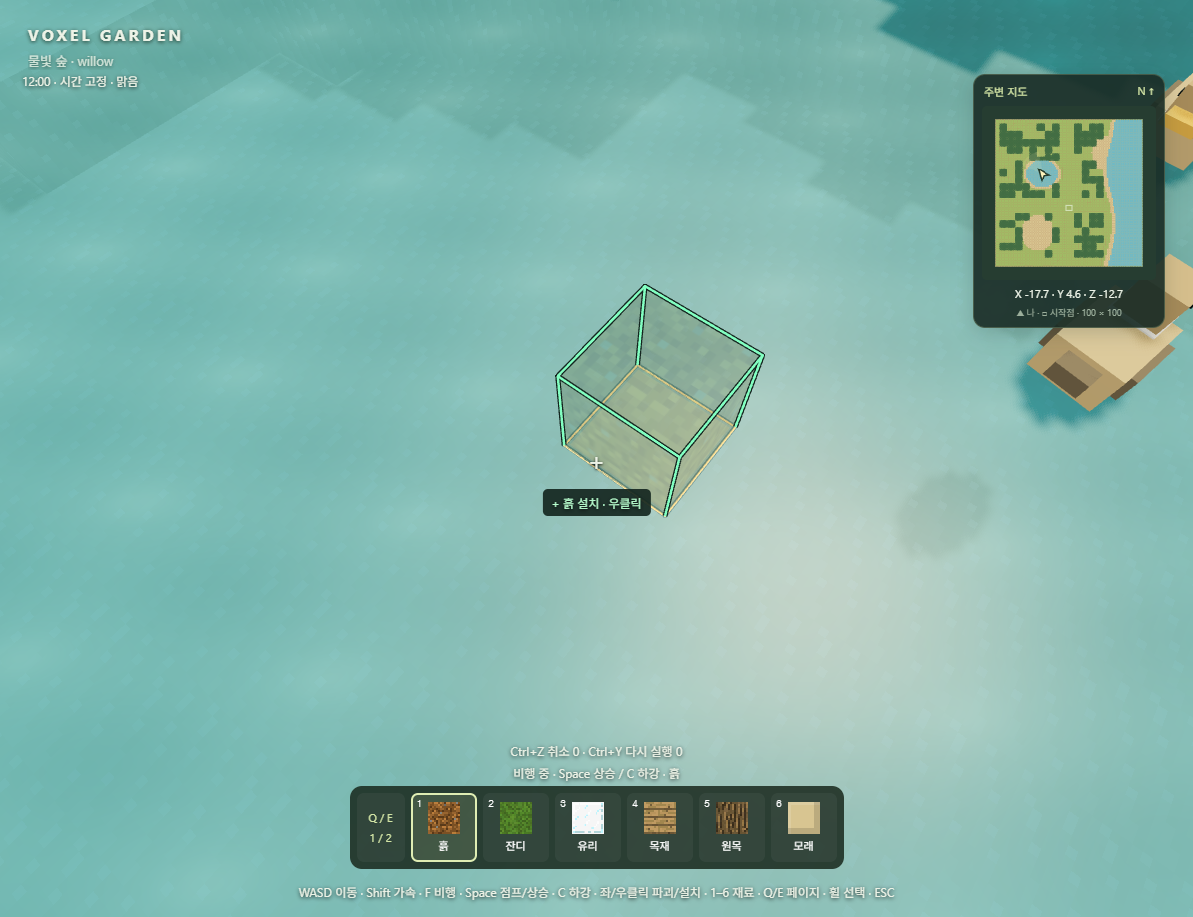 VOXEL GARDEN
물빛 숲 · willow
12:00 · 시간 고정 · 맑음
주변 지도 N ↑
X -17.7 · Y 4.6 · Z -12.7
▲ 나 · □ 시작점 · 100 × 100
+ 흙 설치 · 우클릭
Ctrl+Z 취소 0 · Ctrl+Y 다시 실행 0
비행 중 · Space 상승 / C 하강 · 흙
Q / E
1 / 2
1 2 3 4 5 6
흙 잔디 유리 목재 원목 모래
WASD 이동 · Shift 가속 · F 비행 · Space 점프/상승 · C 하강 · 좌/우클릭 파괴/설치 · 1–6 재료 · Q/E 페이지 · 휠 선택 · ESC